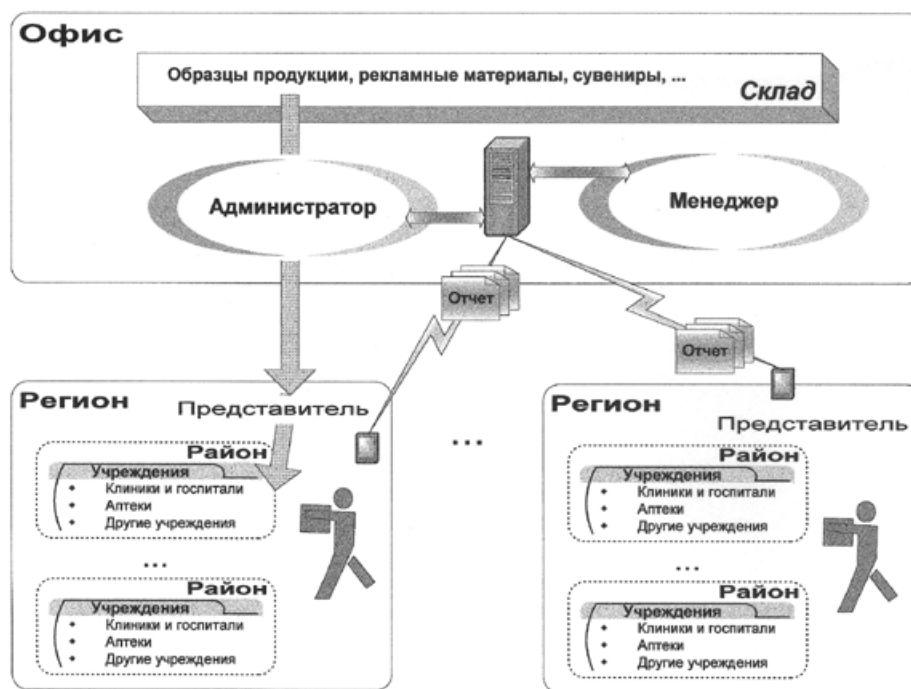 Офис
Образцы продукции, рекламные материалы, сувениры, ...
Склад
Администратор
Менеджер
Отчет
Отчет
Регион
Представитель
Район
Учреждения
• Клиники и госпитали
• Аптеки
• Другие учреждения
...
Район
Учреждения
• Клиники и госпитали
• Аптеки
• Другие учреждения
...
Регион
Представитель
Район
Учреждения
• Клиники и госпитали
• Аптеки
• Другие учреждения
...
Район
Учреждения
• Клиники и госпитали
• Аптеки
• Другие учреждения